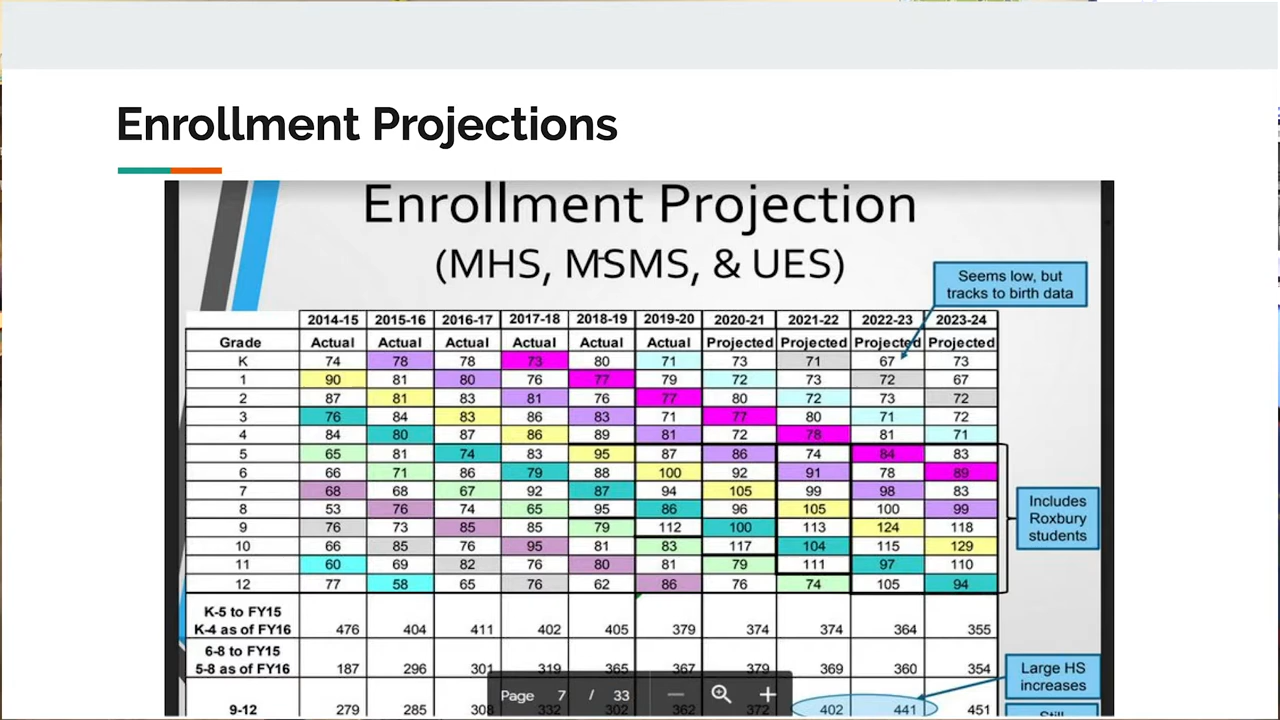 Enrollment Projections
Enrollment Projection
(MHS, MSMS, & UES)
Seems low, but
tracks to birth data
2014-15 2015-16 2016-17 2017-18 2018-19 2019-20 2020-21 2021-22 2022-23 2023-24
Grade Actual Actual Actual Actual Actual Actual Projected Projected Projected Projected
K 74 78 78 73 80 71 73 71 67 73
1 90 81 80 76 77 79 72 73 72 67
2 87 81 83 81 76 77 80 72 73 72
3 76 84 83 86 83 71 77 80 71 72
4 84 80 87 86 89 81 72 78 81 71
5 65 81 74 83 95 87 86 74 84 83
6 66 71 86 79 88 100 92 91 78 89
7 68 68 67 92 87 94 105 99 98 83
8 53 76 74 65 95 86 96 105 100 99
9 76 73 85 85 79 112 100 113 124 118
10 66 85 76 95 81 83 117 104 115 129
11 60 69 82 76 80 81 79 111 97 110
12 77 58 65 76 62 86 76 74 105 94
Includes
Roxbury
students
K-5 to FY15
K-4 as of FY16 476 404 411 402 405 379 374 374 364 355
6-8 to FY15
5-8 as of FY16 187 296 301 319 365 367 379 369 360 354
Large HS
increases
Page 7 / 33
9-12 279 285 308 332 302 362 372 402 441 451
Still